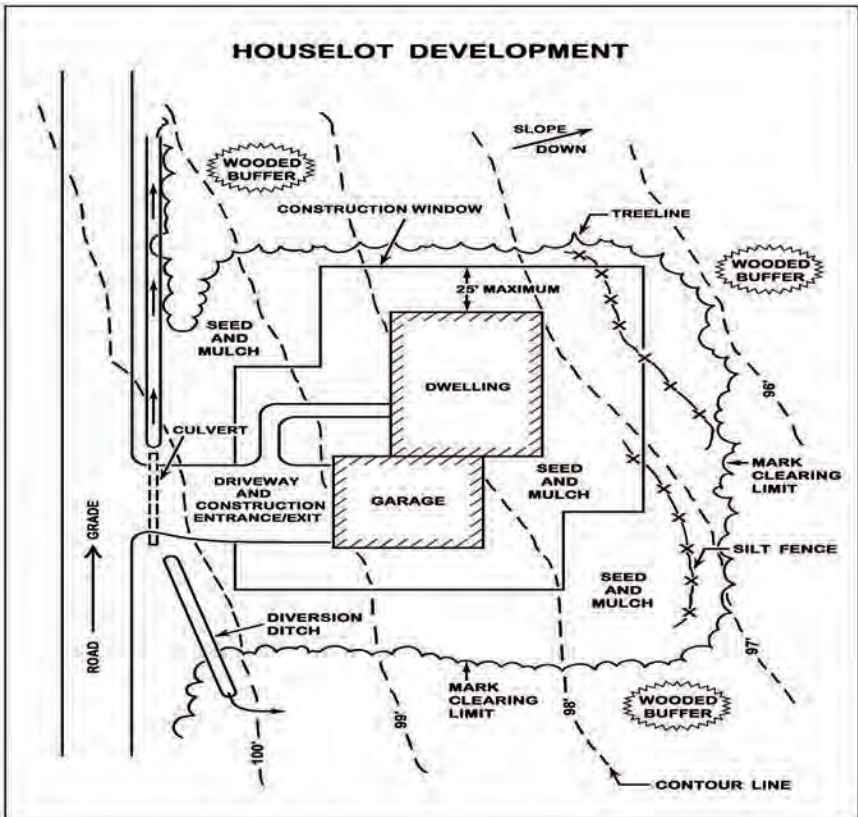 HOUSELOT DEVELOPMENT
SLOPE
DOWN
WOODED
BUFFER
CONSTRUCTION WINDOW
TREELINE
WOODED
BUFFER
25' MAXIMUM
SEED
AND
MULCH
DWELLING
96'
CULVERT
MARK
CLEARING
LIMIT
SEED
AND
MULCH
DRIVEWAY
AND
CONSTRUCTION
ENTRANCE/EXIT
GARAGE
ROAD
GRADE
SILT FENCE
SEED
AND
MULCH
DIVERSION
DITCH
97'
MARK
CLEARING
LIMIT
WOODED
BUFFER
100'
99'
98'
CONTOUR LINE